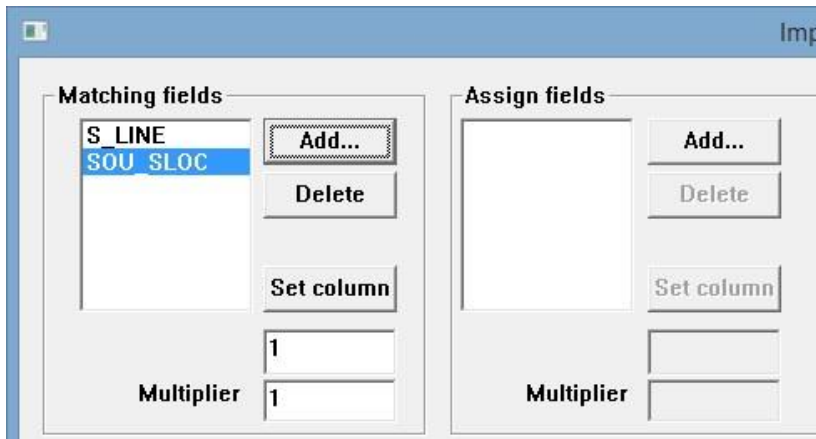 Imp
Matching fields
S_LINE
SOU_SLOC
Add...
Delete
Set column
1
Multiplier 1
Assign fields
Add...
Delete
Set column
Multiplier